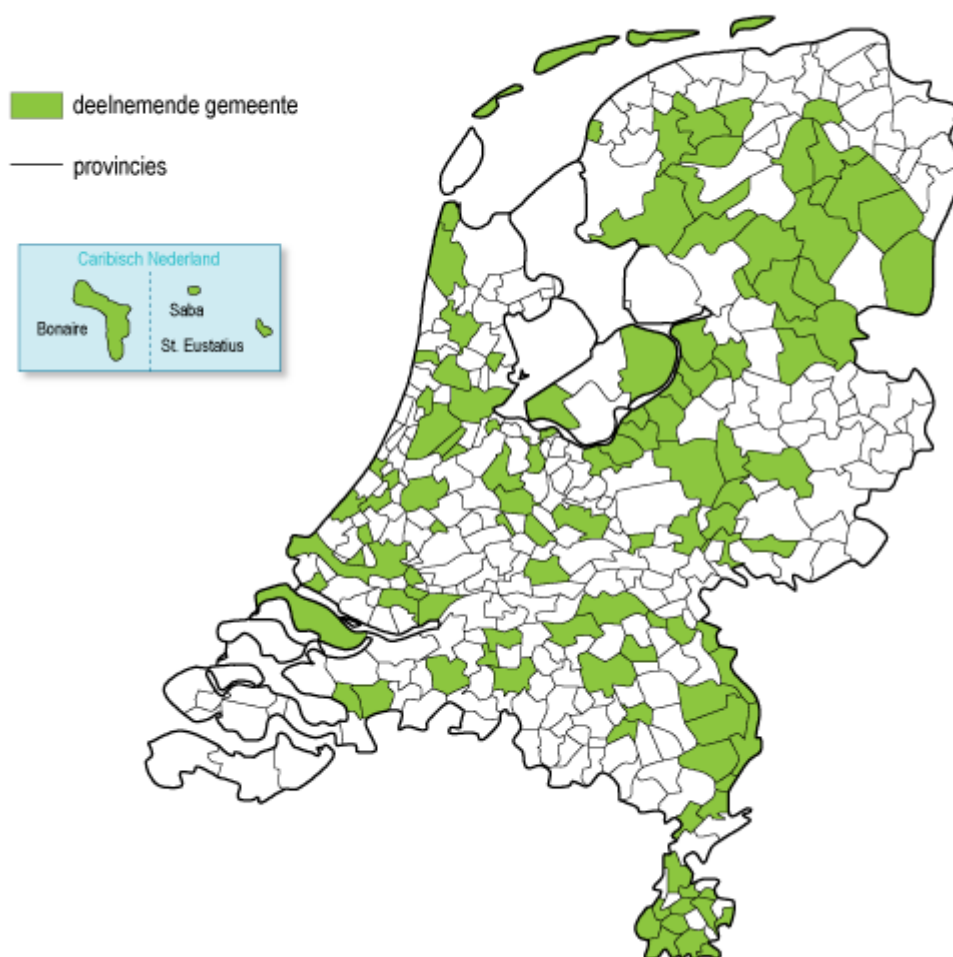 deelnemende gemeente
provincies
Caribisch Nederland
Bonaire
Saba
St. Eustatius